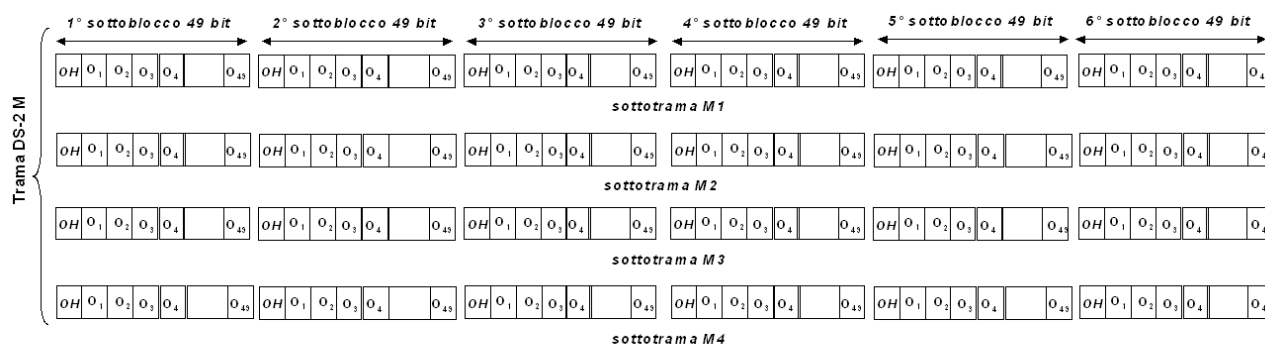 1° sottoblocco 49 bit 2° sottoblocco 49 bit 3° sottoblocco 49 bit 4° sottoblocco 49 bit 5° sottoblocco 49 bit 6° sottoblocco 49 bit
Trama DS-2 M
OH O1 O2 O3 O4 O49 OH O1 O2 O3 O4 O49 OH O1 O2 O3 O4 O49 OH O1 O2 O3 O4 O49 OH O1 O2 O3 O4 O49 OH O1 O2 O3 O4 O4
sottotrama M1
OH O1 O2 O3 O4 O49 OH O1 O2 O3 O4 O49 OH O1 O2 O3 O4 O49 OH O1 O2 O3 O4 O49 OH O1 O2 O3 O4 O49 OH O1 O2 O3 O4 O4
sottotrama M2
OH O1 O2 O3 O4 O49 OH O1 O2 O3 O4 O49 OH O1 O2 O3 O4 O49 OH O1 O2 O3 O4 O49 OH O1 O2 O3 O4 O49 OH O1 O2 O3 O4 O4
sottotrama M3
OH O1 O2 O3 O4 O49 OH O1 O2 O3 O4 O49 OH O1 O2 O3 O4 O49 OH O1 O2 O3 O4 O49 OH O1 O2 O3 O4 O49 OH O1 O2 O3 O4 O4
sottotrama M4